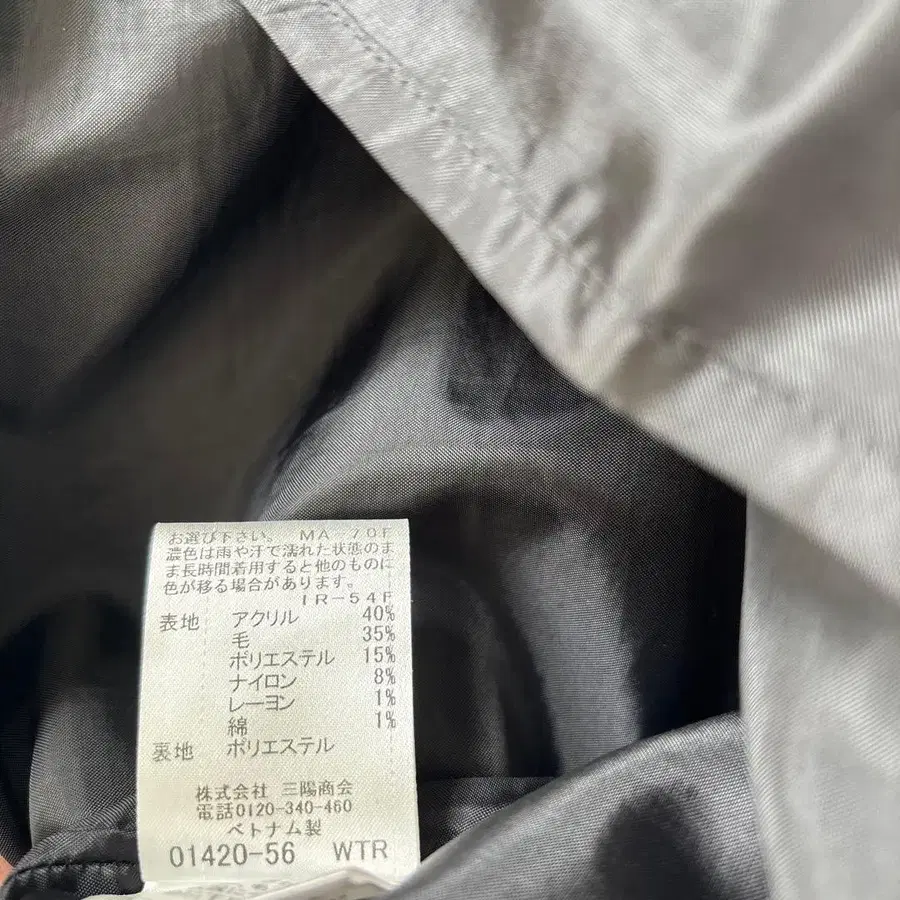 お選び下さい。 MA 70F
濃色は雨や汗で濡れた状態のま
ま長時間着用すると他のものに
色が移る場合があります。
IR-54F
表地 アクリル 40%
毛 35%
ポリエステル 15%
ナイロン 8%
レーヨン 1%
綿 1%
裏地 ポリエステル
株式会社 三陽商会
電話0120-340-460
ベトナム製
01420-56 WTR